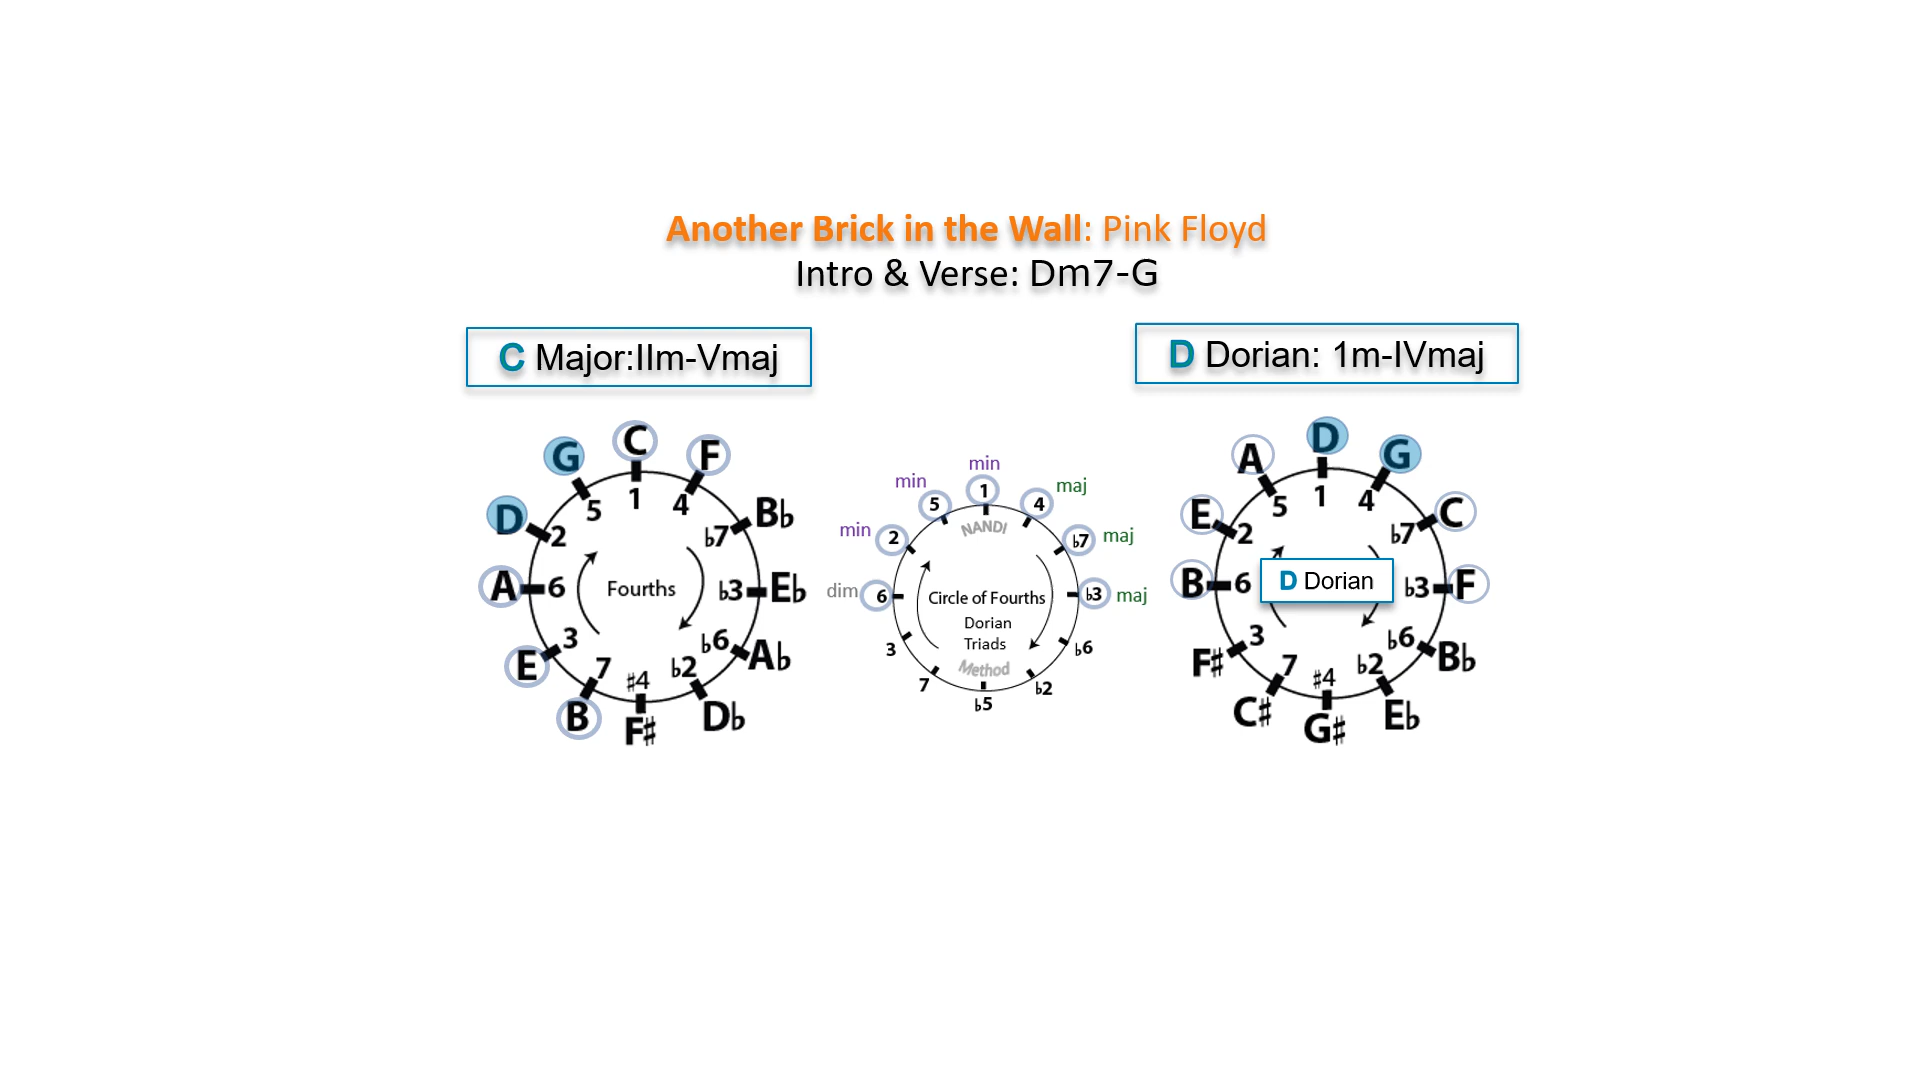 Another Brick in the Wall: Pink Floyd
Intro & Verse: Dm7-G
C Major:IIm-Vmaj
C
F
B♭
E♭
A♭
D♭
F♯
B
E
A
D
G
1
4
♭7
♭3
♭6
♭2
♯4
7
3
6
2
5
Fourths
min
min
min
dim
maj
maj
maj
1
4
♭7
♭3
♭6
♭2
♭5
7
3
6
2
5
NANDI
Circle of Fourths
Dorian
Triads
Method
D Dorian: 1m-IVmaj
D
G
C
F
B♭
E♭
G♯
C♯
F♯
B
E
A
1
4
♭7
♭3
♭6
♭2
♯4
7
3
6
2
5
D Dorian